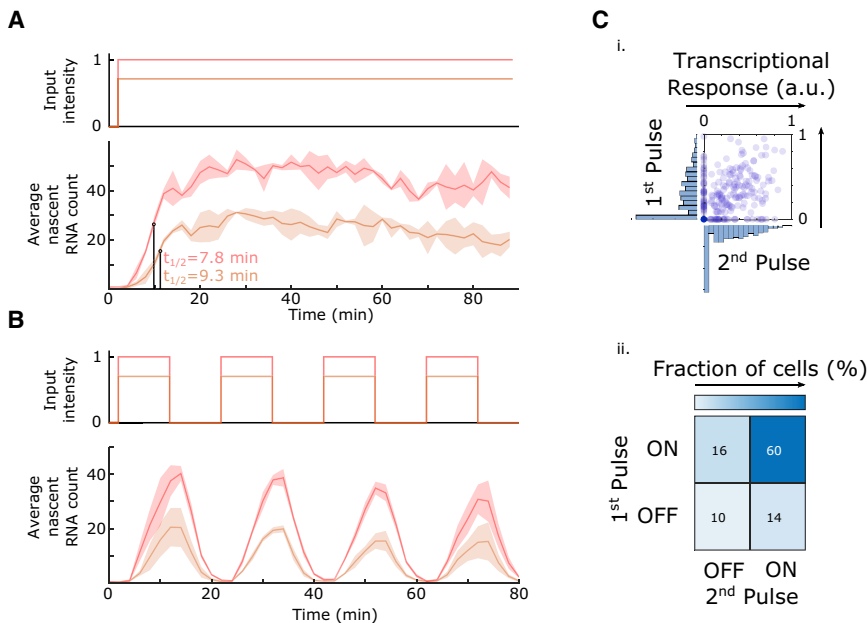 A
Input
intensity
1
0
Average
nascent
RNA count
40
20
t1/2=7.8 min
t1/2=9.3 min
0
20
40
60
80
Time (min)
B
Input
intensity
1
0
Average
nascent
RNA count
40
20
0
20
40
60
80
Time (min)
C
i.
Transcriptional
Response (a.u.)
0
1
1
0
1st Pulse
2nd Pulse
ii.
Fraction of cells (%)
1st Pulse
ON
OFF
16
60
10
14
OFF
ON
2nd Pulse